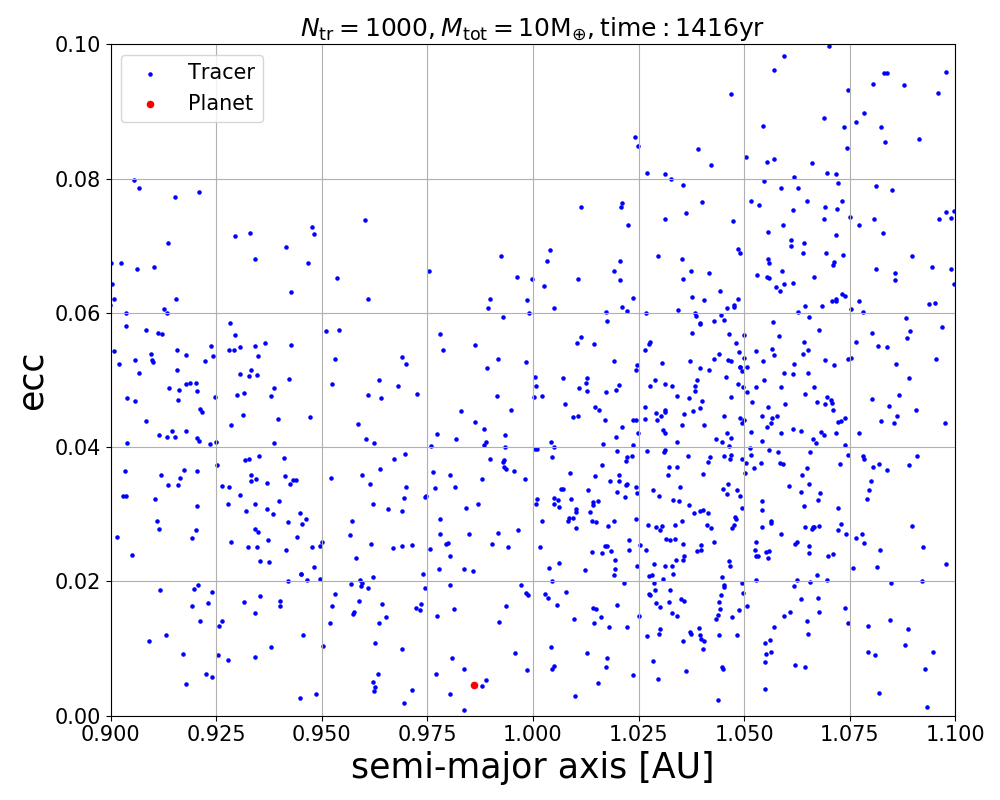 N_tr = 1000, M_tot = 10M_⊕, time : 1416yr
Tracer
Planet
0.10
0.08
0.06
0.04
0.02
0.00
ecc
0.900 0.925 0.950 0.975 1.000 1.025 1.050 1.075 1.100
semi-major axis [AU]